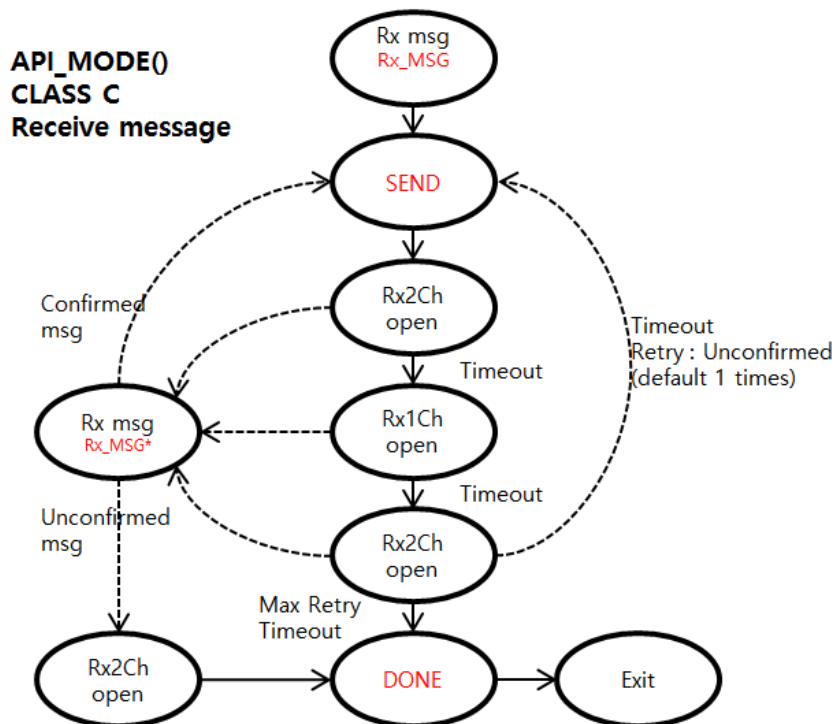 API_MODE()
CLASS C
Receive message
Rx msg
Rx_MSG
SEND
Rx2Ch
open
Confirmed
msg
Timeout
Retry : Unconfirmed
(default 1 times)
Timeout
Rx msg
Rx_MSG*
Rx1Ch
open
Timeout
Unconfirmed
msg
Rx2Ch
open
Max Retry
Timeout
Rx2Ch
open
DONE
Exit